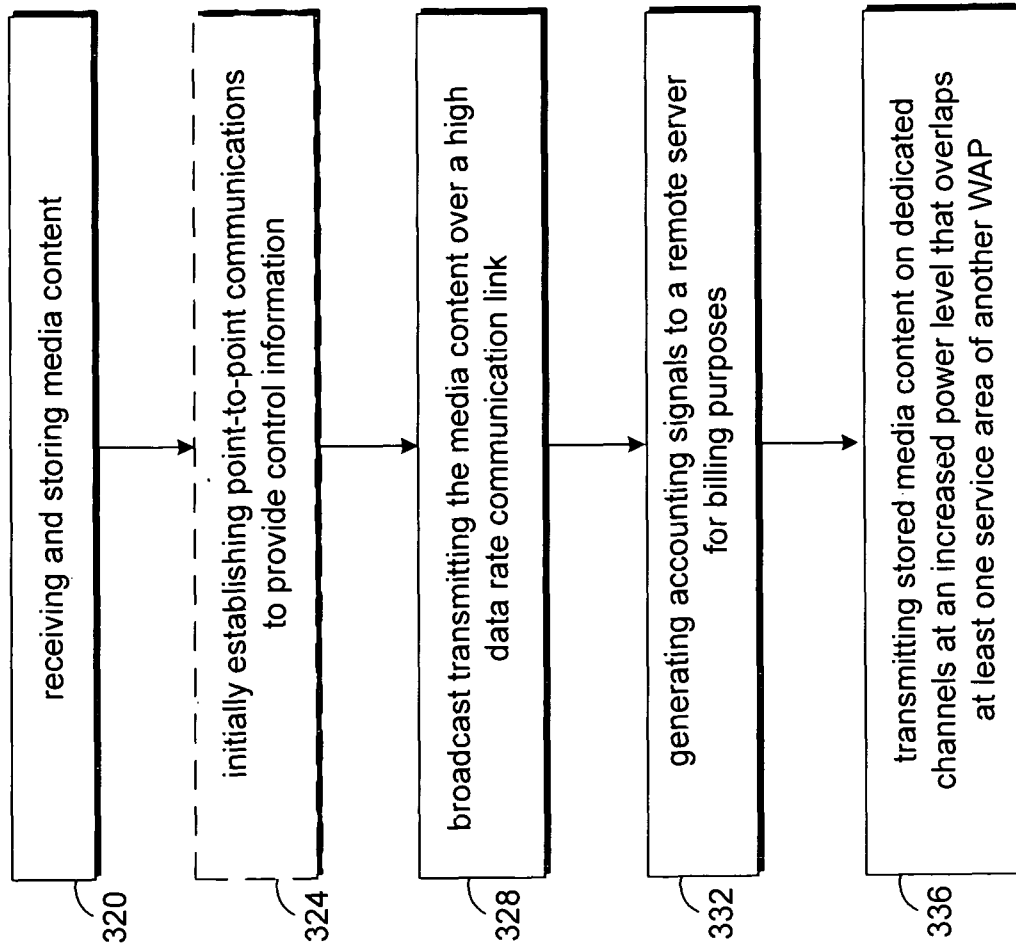 receiving and storing media content
320
initially establishing point-to-point communications
to provide control information
324
broadcast transmitting the media content over a high
data rate communication link
328
generating accounting signals to a remote server
for billing purposes
332
transmitting stored media content on dedicated
channels at an increased power level that overlaps
at least one service area of another WAP
336